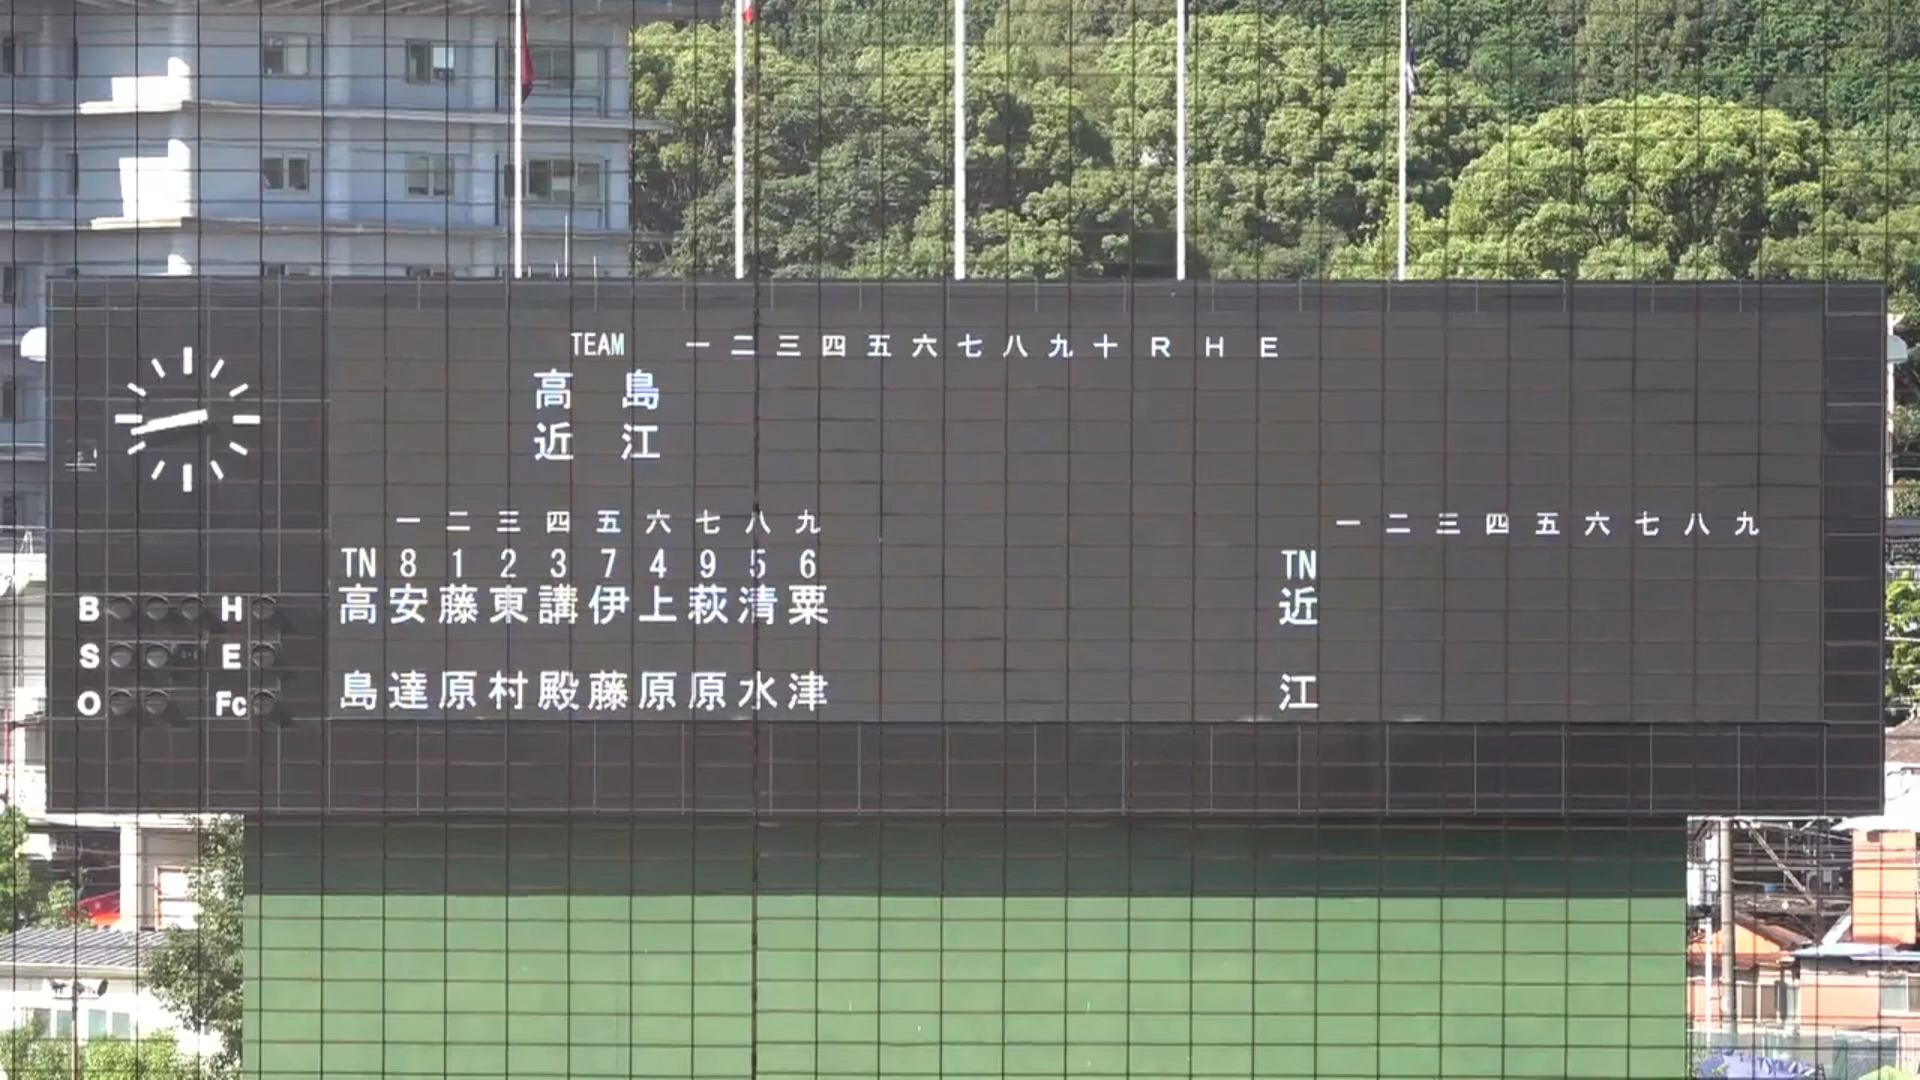 TEAM 一 二 三 四 五 六 七 八 九 十 R H E
高 島
近 江
一 二 三 四 五 六 七 八 九
TN 8 1 2 3 7 4 9 5 6
高 安 藤 東 講 伊 上 萩 清 粟
島 達 原 村 殿 藤 原 原 水 津
一 二 三 四 五 六 七 八 九
TN
近
江
B H
S E
O Fc